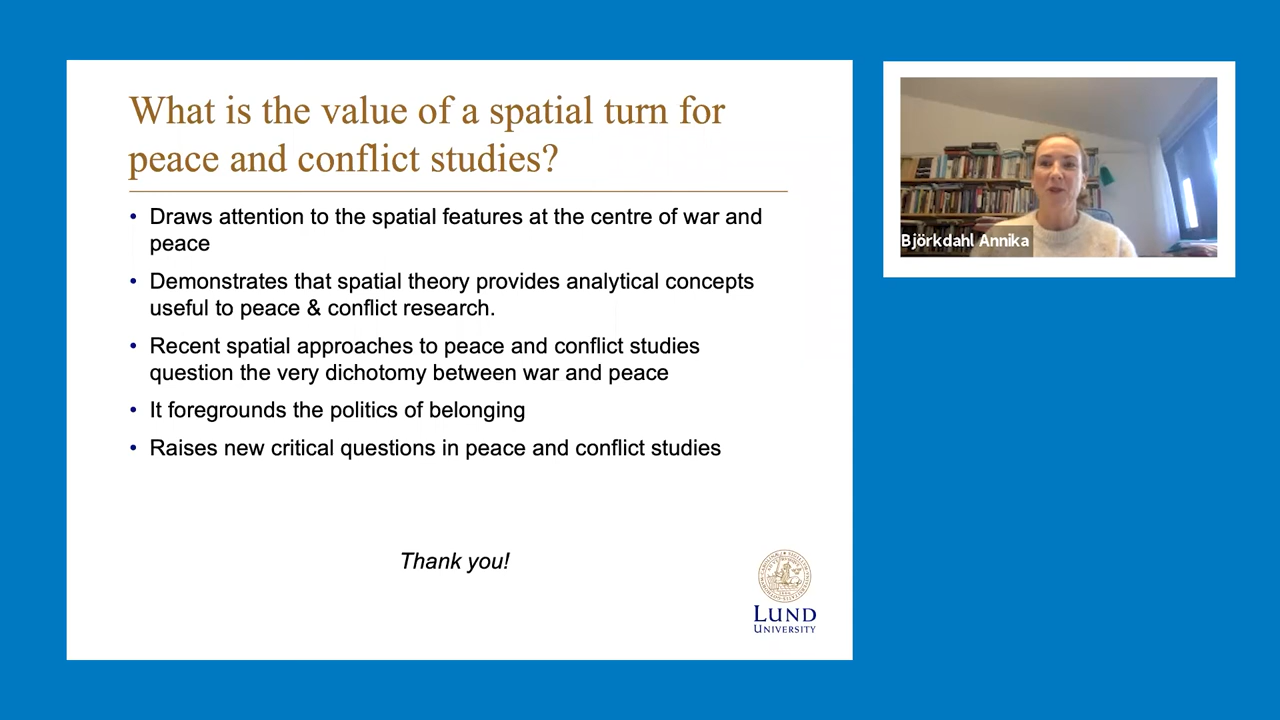 What is the value of a spatial turn for
peace and conflict studies?
• Draws attention to the spatial features at the centre of war and
peace
• Demonstrates that spatial theory provides analytical concepts
useful to peace & conflict research.
• Recent spatial approaches to peace and conflict studies
question the very dichotomy between war and peace
• It foregrounds the politics of belonging
• Raises new critical questions in peace and conflict studies
Thank you!
LUND
UNIVERSITY
Björkdahl Annika